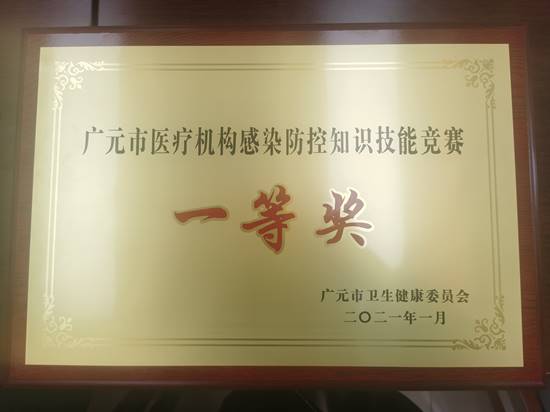 广元市医疗机构感染防控知识技能竞赛
一等奖
广元市卫生健康委员会
二〇二一年一月